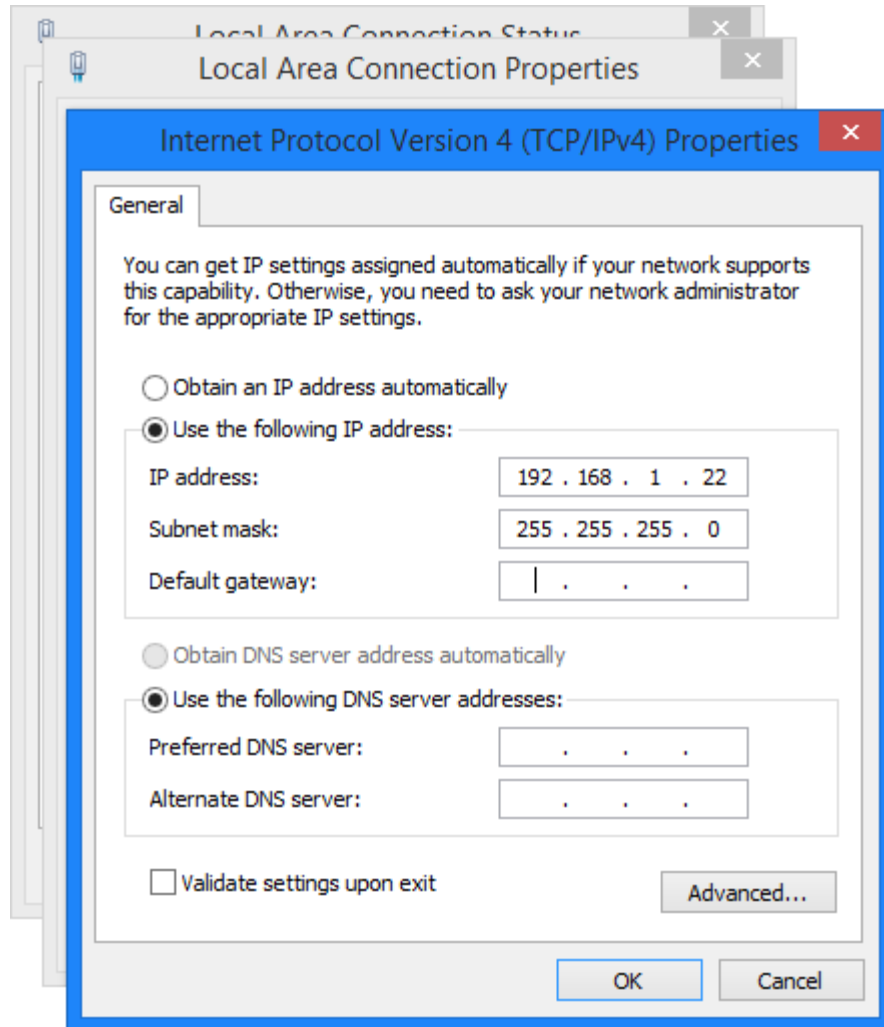 Local Area Connection Status
Local Area Connection Properties
Internet Protocol Version 4 (TCP/IPv4) Properties
General
You can get IP settings assigned automatically if your network supports
this capability. Otherwise, you need to ask your network administrator
for the appropriate IP settings.
Obtain an IP address automatically
Use the following IP address:
IP address: 192 . 168 . 1 . 22
Subnet mask: 255 . 255 . 255 . 0
Default gateway: . . .
Obtain DNS server address automatically
Use the following DNS server addresses:
Preferred DNS server: . . .
Alternate DNS server: . . .
Validate settings upon exit
Advanced...
OK Cancel